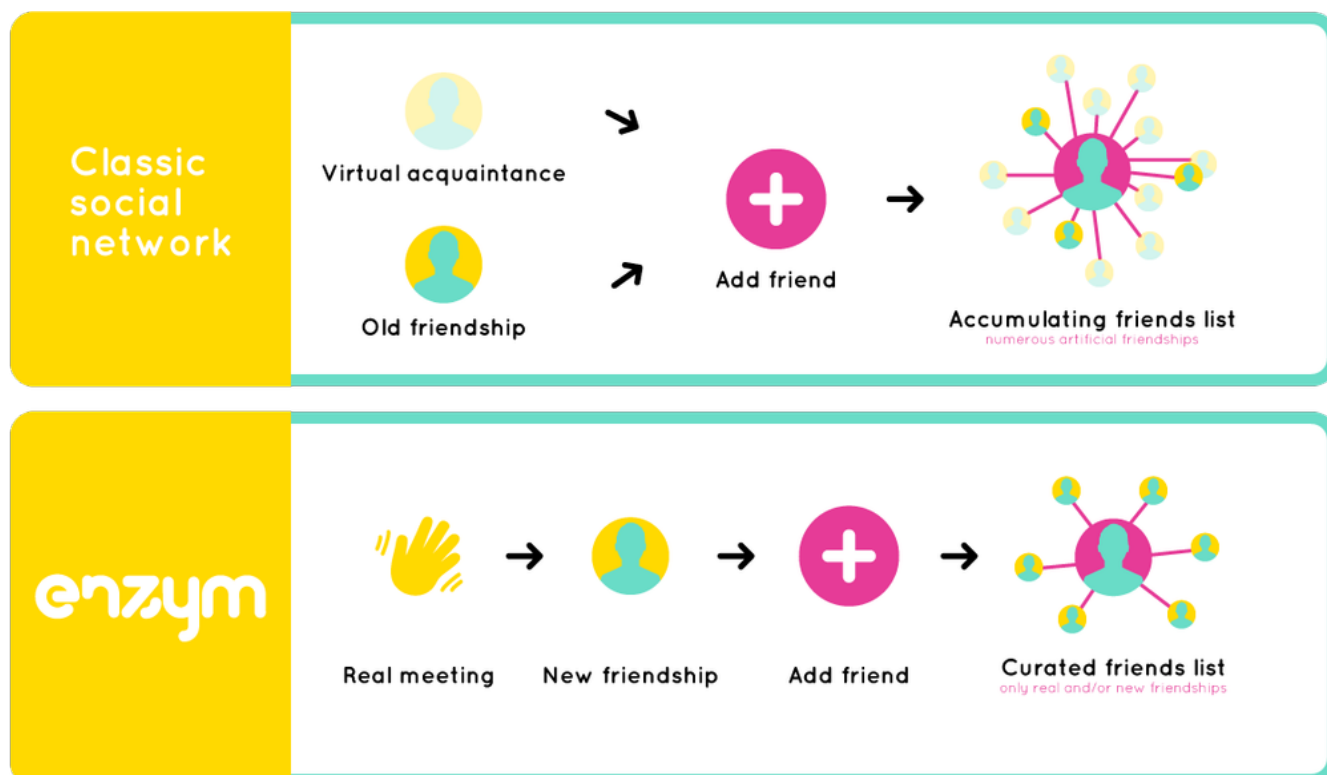 Classic
social
network
Virtual acquaintance
Old friendship
Add friend
Accumulating friends list
numerous artificial friendships
enzym
Real meeting
New friendship
Add friend
Curated friends list
only real and/or new friendships